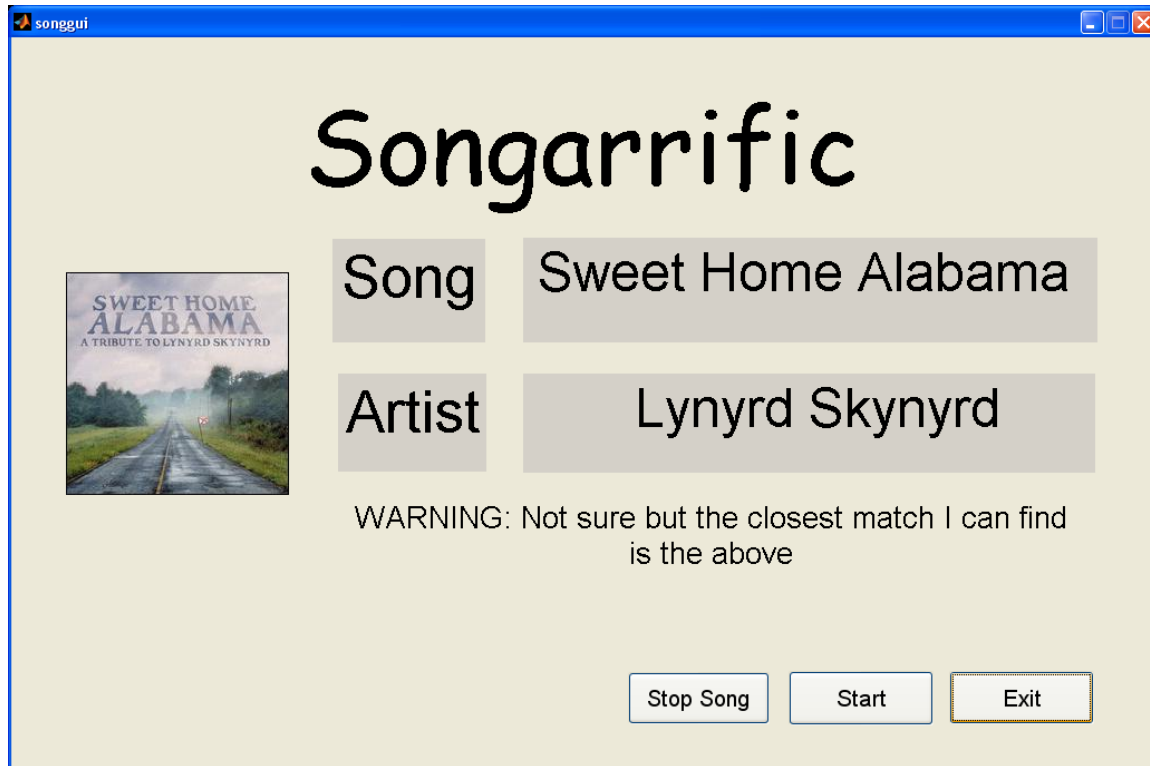 songgui
Songarrific
SWEET HOME
ALABAMA
A TRIBUTE TO LYNYRD SKYNYRD
Song
Sweet Home Alabama
Artist
Lynyrd Skynyrd
WARNING: Not sure but the closest match I can find
is the above
Stop Song
Start
Exit